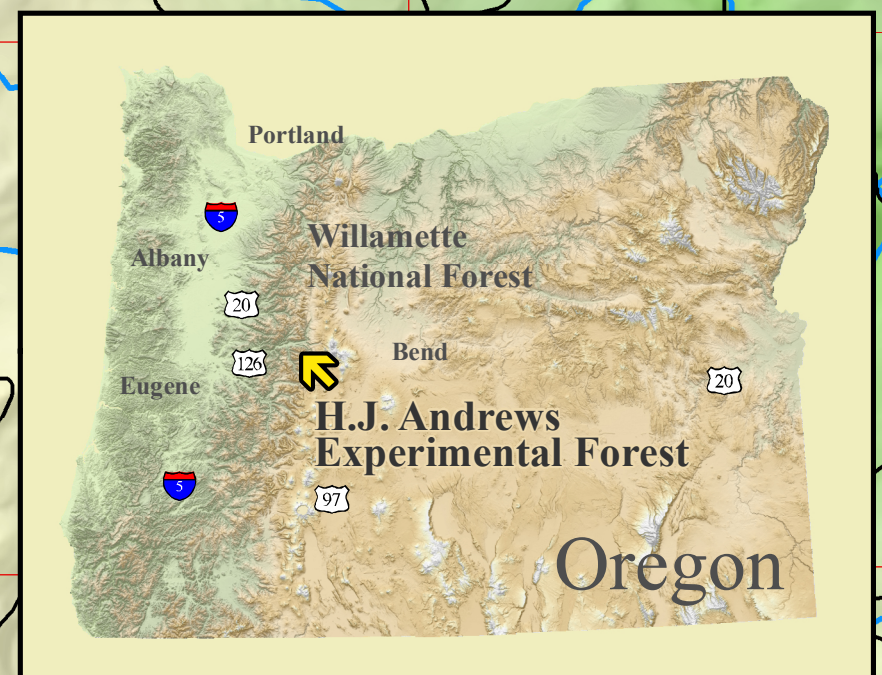 Portland
5
Willamette
National Forest
Albany
20
126
Bend
Eugene
20
H.J. Andrews
Experimental Forest
5
97
Oregon